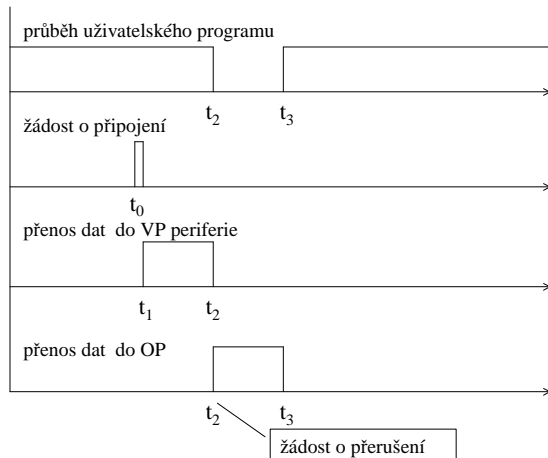 průběh uživatelského programu
t2 t3
žádost o připojení
t0
přenos dat do VP periferie
t1 t2
přenos dat do OP
t2 t3
žádost o přerušení